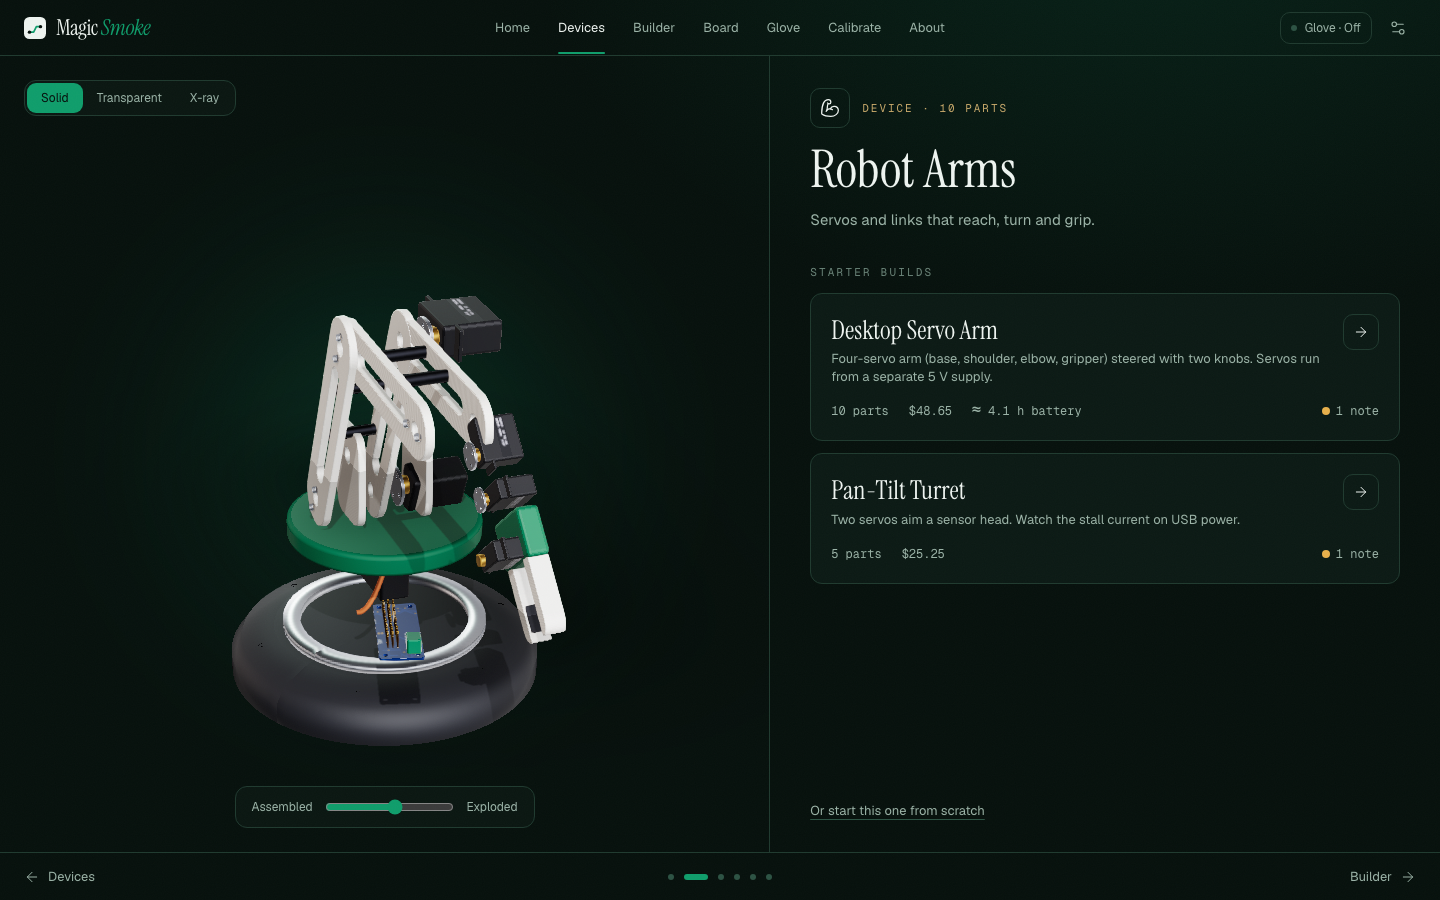 Magic Smoke
Home
Devices
Builder
Board
Glove
Calibrate
About
Glove · Off
Solid
Transparent
X-ray
DEVICE · 10 PARTS
Robot Arms
Servos and links that reach, turn and grip.
STARTER BUILDS
Desktop Servo Arm
Four-servo arm (base, shoulder, elbow, gripper) steered with two knobs. Servos run
from a separate 5 V supply.
10 parts $48.65 ≈ 4.1 h battery
1 note
Pan-Tilt Turret
Two servos aim a sensor head. Watch the stall current on USB power.
5 parts $25.25
1 note
Assembled
Exploded
Or start this one from scratch
Devices
Builder